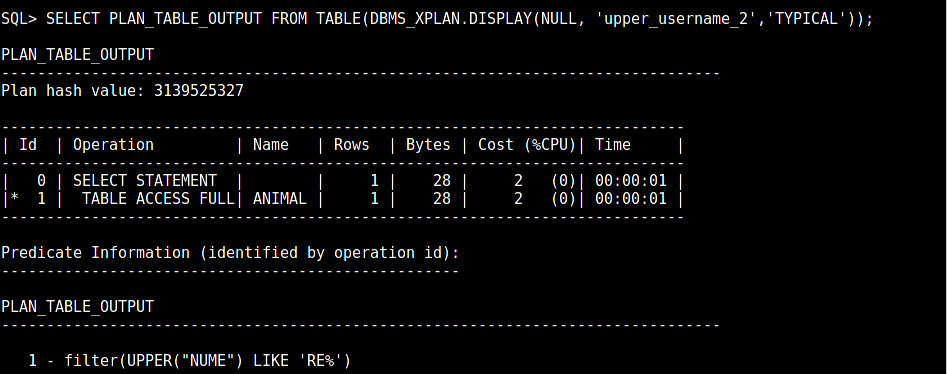 SQL> SELECT PLAN_TABLE_OUTPUT FROM TABLE(DBMS_XPLAN.DISPLAY(NULL, 'upper_username_2','TYPICAL'));
PLAN_TABLE_OUTPUT
--------------------------------------------------------------------------------
Plan hash value: 3139525327
----------------------------------------------------------------------------
| Id  | Operation         | Name   | Rows  | Bytes | Cost (%CPU)| Time     |
----------------------------------------------------------------------------
|   0 | SELECT STATEMENT  |        |     1 |    28 |     2   (0)| 00:00:01 |
|*  1 |  TABLE ACCESS FULL| ANIMAL |     1 |    28 |     2   (0)| 00:00:01 |
----------------------------------------------------------------------------
Predicate Information (identified by operation id):
---------------------------------------------------
PLAN_TABLE_OUTPUT
--------------------------------------------------------------------------------
   1 - filter(UPPER("NUME") LIKE 'RE%')